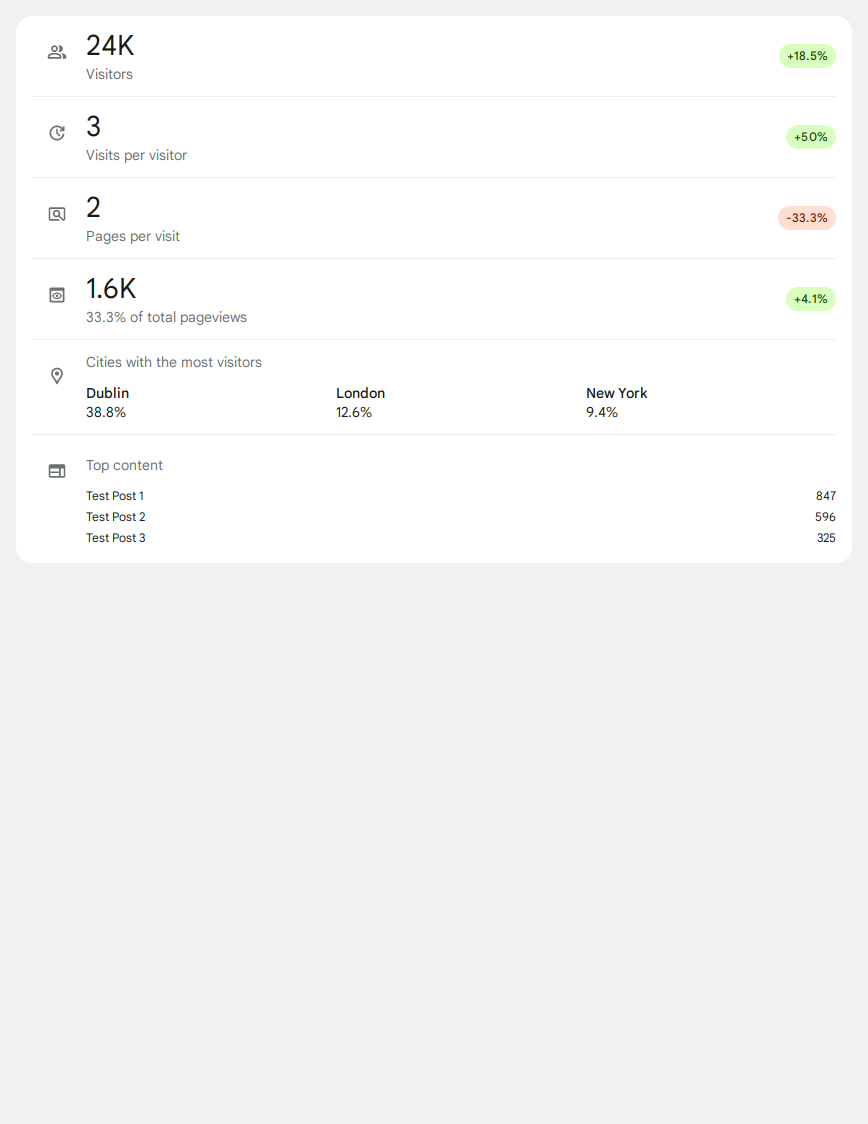 24K
Visitors
+18.5%
3
Visits per visitor
+50%
2
Pages per visit
-33.3%
1.6K
33.3% of total pageviews
+4.1%
Cities with the most visitors
Dublin London New York
38.8% 12.6% 9.4%
Top content
Test Post 1 847
Test Post 2 596
Test Post 3 325